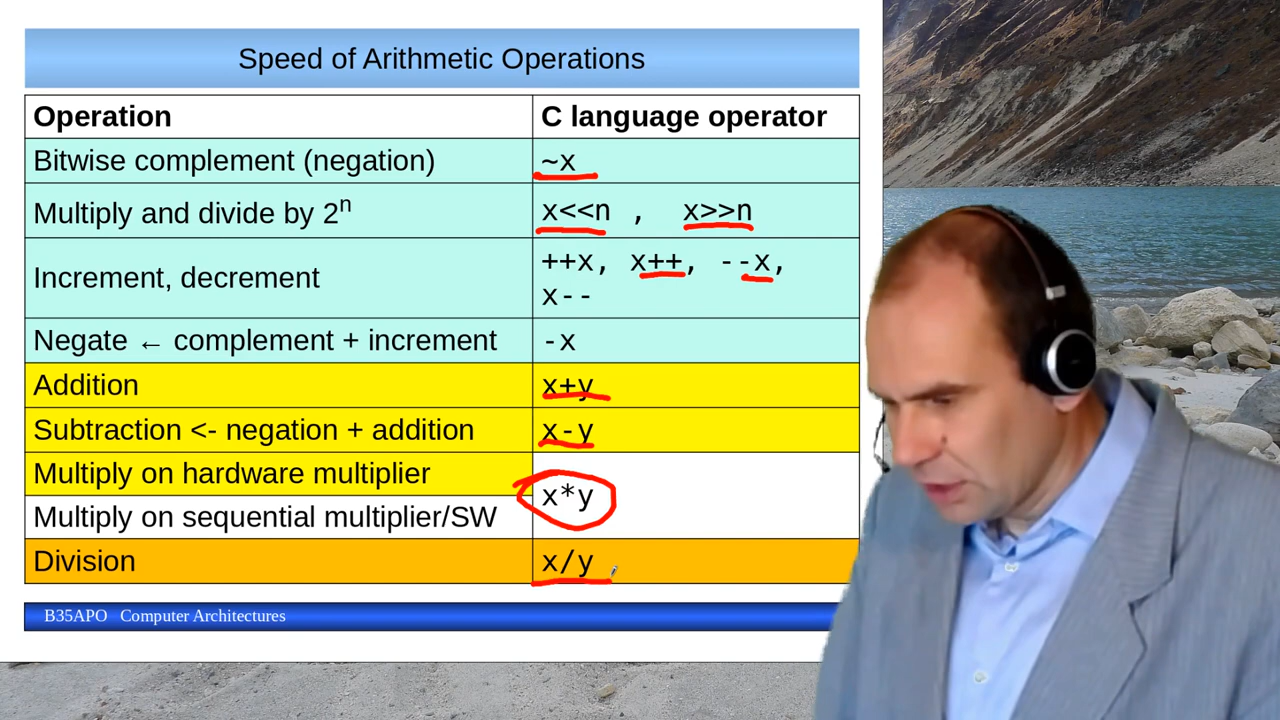 Speed of Arithmetic Operations
Operation C language operator
Bitwise complement (negation) ~x
Multiply and divide by 2ⁿ x<<n , x>>n
Increment, decrement ++x, x++, --x,
x--
Negate ← complement + increment -x
Addition x+y
Subtraction <- negation + addition x-y
Multiply on hardware multiplier
x*y
Multiply on sequential multiplier/SW
Division x/y
B35APO Computer Architectures